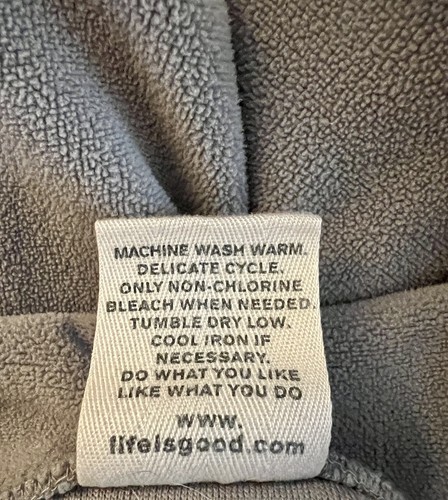 MACHINE WASH WARM.
DELICATE CYCLE.
ONLY NON-CHLORINE
BLEACH WHEN NEEDED.
TUMBLE DRY LOW.
COOL IRON IF
NECESSARY.
DO WHAT YOU LIKE
LIKE WHAT YOU DO
www.
lifeisgood.com